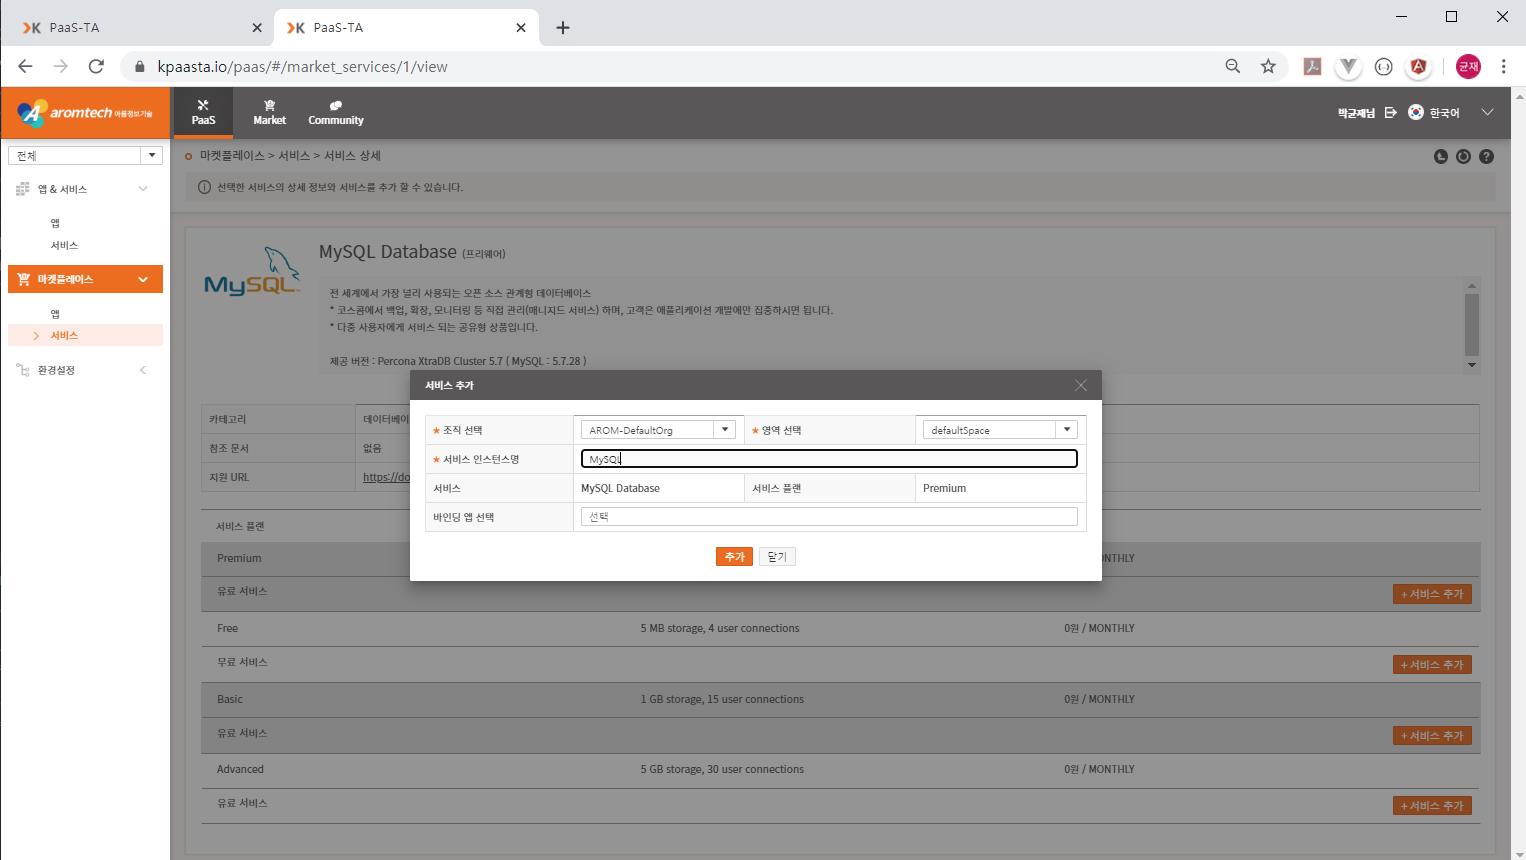 PaaS-TA
PaaS-TA
kpaasta.io/paas/#/market_services/1/view
균재
aromtech 아롬정보기술
PaaS
Market
Community
박균재님
한국어
전체
마켓플레이스 > 서비스 > 서비스 상세
선택한 서비스의 상세 정보와 서비스를 추가 할 수 있습니다.
앱 & 서비스
앱
서비스
마켓플레이스
앱
서비스
환경설정
MySQL
MySQL Database (프리웨어)
전 세계에서 가장 널리 사용되는 오픈 소스 관계형 데이터베이스
* 코스콤에서 백업, 확장, 모니터링 등 직접 관리(매니지드 서비스) 하며, 고객은 애플리케이션 개발에만 집중하시면 됩니다.
* 다중 사용자에게 서비스 되는 공유형 상품입니다.
제공 버전 : Percona XtraDB Cluster 5.7 ( MySQL : 5.7.28 )
카테고리 데이터베이
참조 문서 없음
지원 URL https://do
서비스 추가
* 조직 선택 AROM-DefaultOrg * 영역 선택 defaultSpace
* 서비스 인스턴스명 MySQL
서비스 MySQL Database 서비스 플랜 Premium
바인딩 앱 선택 선택
추가 닫기
서비스 플랜
Premium ONTHLY
유료 서비스 + 서비스 추가
Free 5 MB storage, 4 user connections 0원 / MONTHLY
무료 서비스 + 서비스 추가
Basic 1 GB storage, 15 user connections 0원 / MONTHLY
유료 서비스 + 서비스 추가
Advanced 5 GB storage, 30 user connections 0원 / MONTHLY
유료 서비스 + 서비스 추가